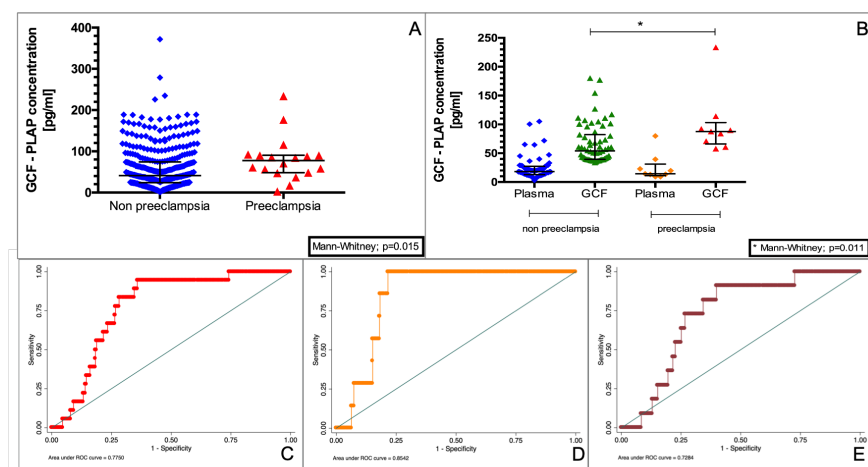 A
GCF - PLAP concentration
[pg/ml]
400
300
200
100
0
Non preeclampsia
Preeclampsia
Mann-Whitney; p=0.015
B
*
GCF - PLAP concentration
[pg/ml]
250
200
150
100
50
0
Plasma
GCF
Plasma
GCF
non preeclampsia
preeclampsia
* Mann-Whitney; p=0.011
Sensitivity
1.00
0.75
0.50
0.25
0.00
0.00
0.25
0.50
0.75
1.00
1 - Specificity
Area under ROC curve = 0.7750
C
Sensitivity
1.00
0.75
0.50
0.25
0.00
0.00
0.25
0.50
0.75
1.00
1 - Specificity
Area under ROC curve = 0.8542
D
Sensitivity
1.00
0.75
0.50
0.25
0.00
0.00
0.25
0.50
0.75
1.00
1 - Specificity
Area under ROC curve = 0.7284
E